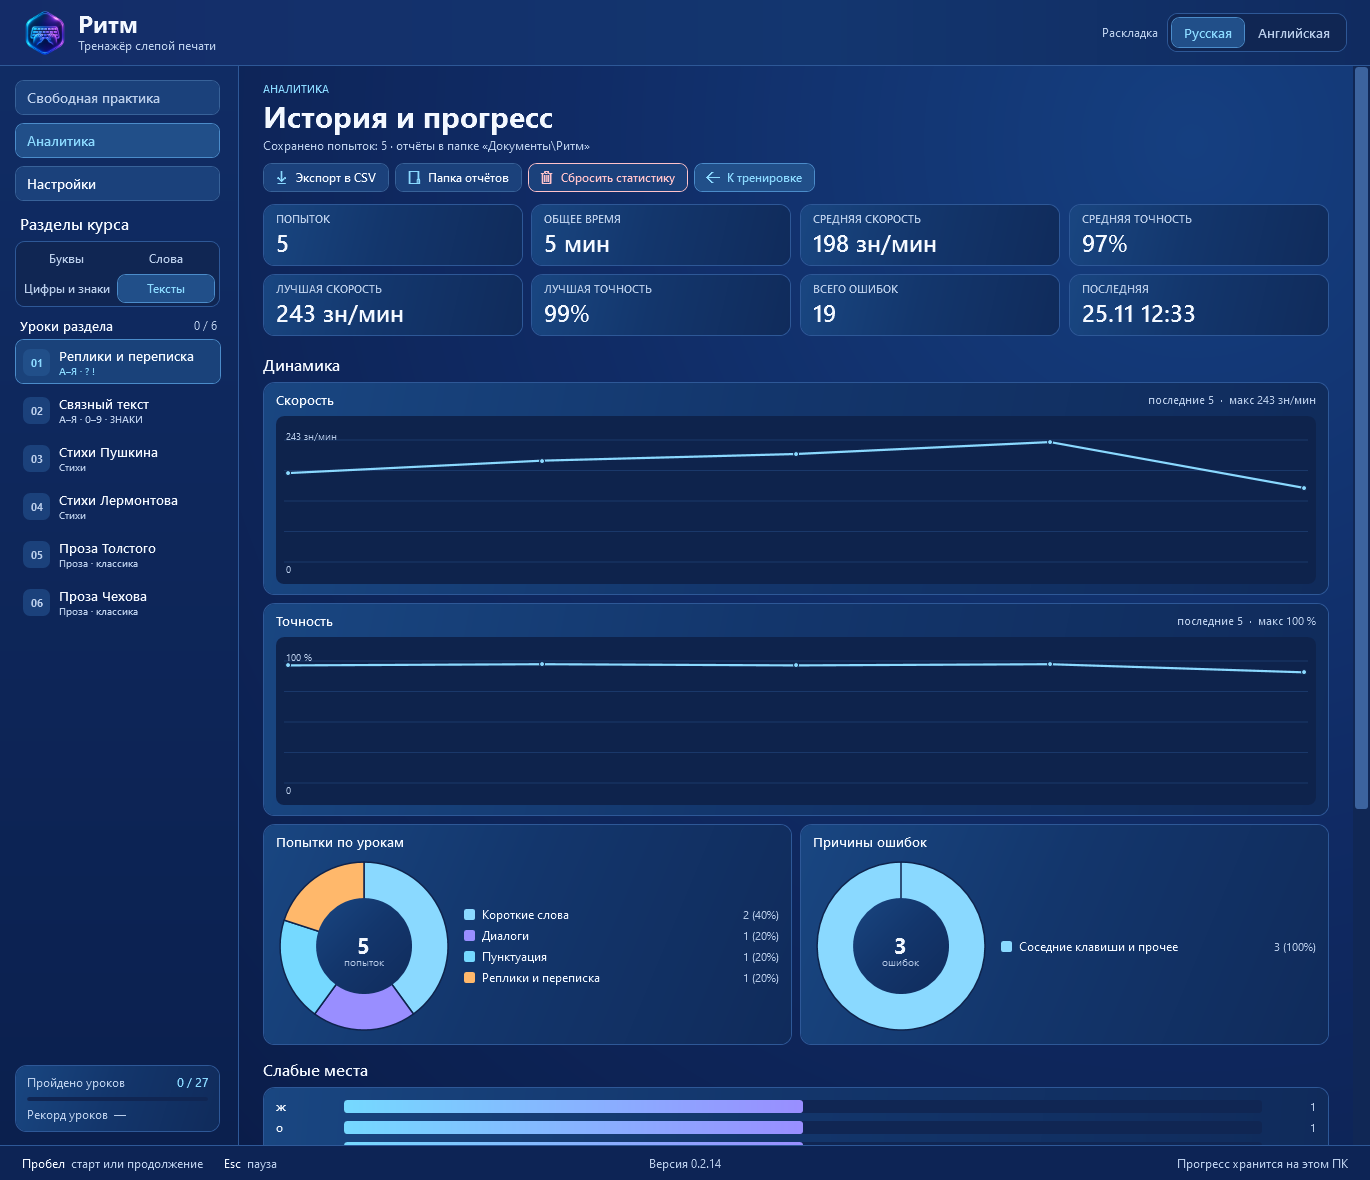 Ритм
Тренажёр слепой печати
Раскладка
Русская
Английская
Свободная практика
Аналитика
Настройки
Разделы курса
Буквы
Слова
Цифры и знаки
Тексты
Уроки раздела
0 / 6
01
Реплики и переписка
А–Я · ? !
02
Связный текст
А–Я · 0–9 · ЗНАКИ
03
Стихи Пушкина
Стихи
04
Стихи Лермонтова
Стихи
05
Проза Толстого
Проза · классика
06
Проза Чехова
Проза · классика
Пройдено уроков
0 / 27
Рекорд уроков —
АНАЛИТИКА
История и прогресс
Сохранено попыток: 5 · отчёты в папке «Документы\Ритм»
Экспорт в CSV
Папка отчётов
Сбросить статистику
К тренировке
ПОПЫТОК
5
ОБЩЕЕ ВРЕМЯ
5 мин
СРЕДНЯЯ СКОРОСТЬ
198 зн/мин
СРЕДНЯЯ ТОЧНОСТЬ
97%
ЛУЧШАЯ СКОРОСТЬ
243 зн/мин
ЛУЧШАЯ ТОЧНОСТЬ
99%
ВСЕГО ОШИБОК
19
ПОСЛЕДНЯЯ
25.11 12:33
Динамика
Скорость
последние 5 · макс 243 зн/мин
243 зн/мин
0
Точность
последние 5 · макс 100 %
100 %
0
Попытки по урокам
5
попыток
Короткие слова
2 (40%)
Диалоги
1 (20%)
Пунктуация
1 (20%)
Реплики и переписка
1 (20%)
Причины ошибок
3
ошибок
Соседние клавиши и прочее
3 (100%)
Слабые места
ж
1
о
1
Пробел старт или продолжение
Esc пауза
Версия 0.2.14
Прогресс хранится на этом ПК